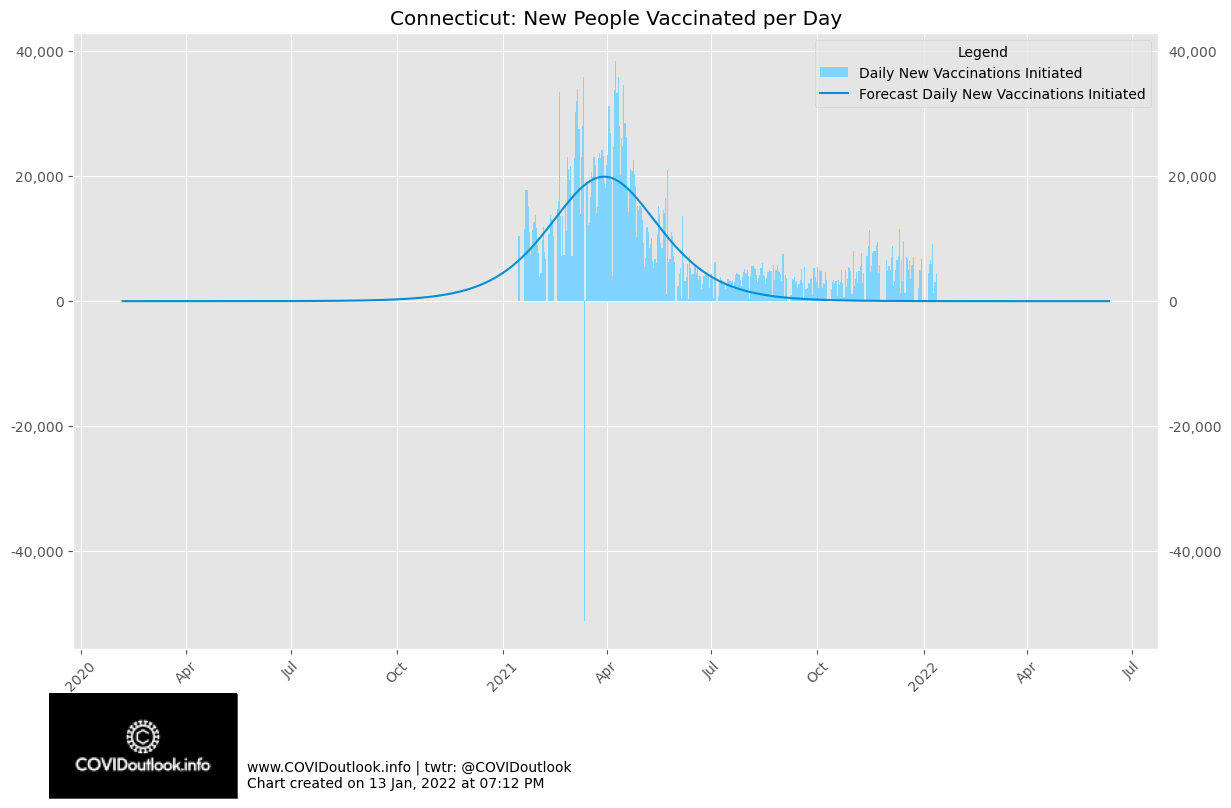 Connecticut: New People Vaccinated per Day
Legend
Daily New Vaccinations Initiated
Forecast Daily New Vaccinations Initiated
40,000
20,000
0
-20,000
-40,000
40,000
20,000
0
-20,000
-40,000
2020
Apr
Jul
Oct
2021
Apr
Jul
Oct
2022
Apr
Jul
COVIDoutlook.info
www.COVIDoutlook.info | twtr: @COVIDoutlook
Chart created on 13 Jan, 2022 at 07:12 PM